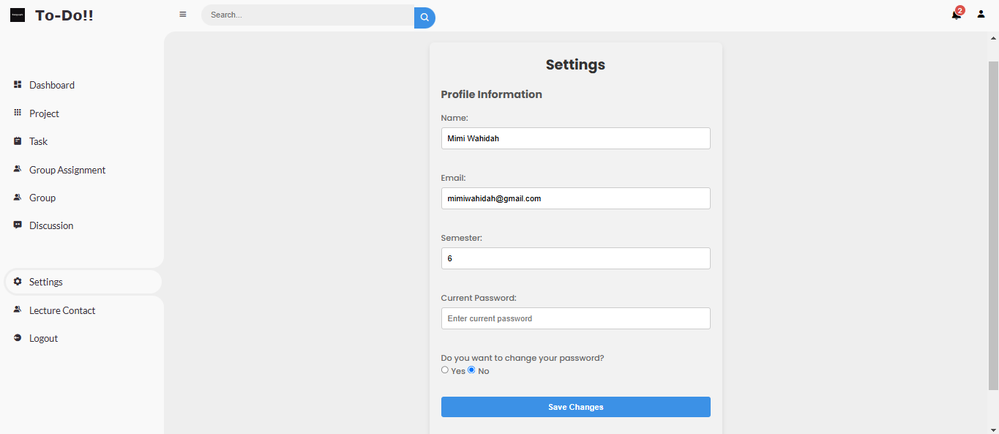 To-Do!!
Search...
2
Dashboard
Project
Task
Group Assignment
Group
Discussion
Settings
Lecture Contact
Logout
Settings
Profile Information
Name:
Mimi Wahidah
Email:
mimiwahidah@gmail.com
Semester:
6
Current Password:
Enter current password
Do you want to change your password?
Yes No
Save Changes